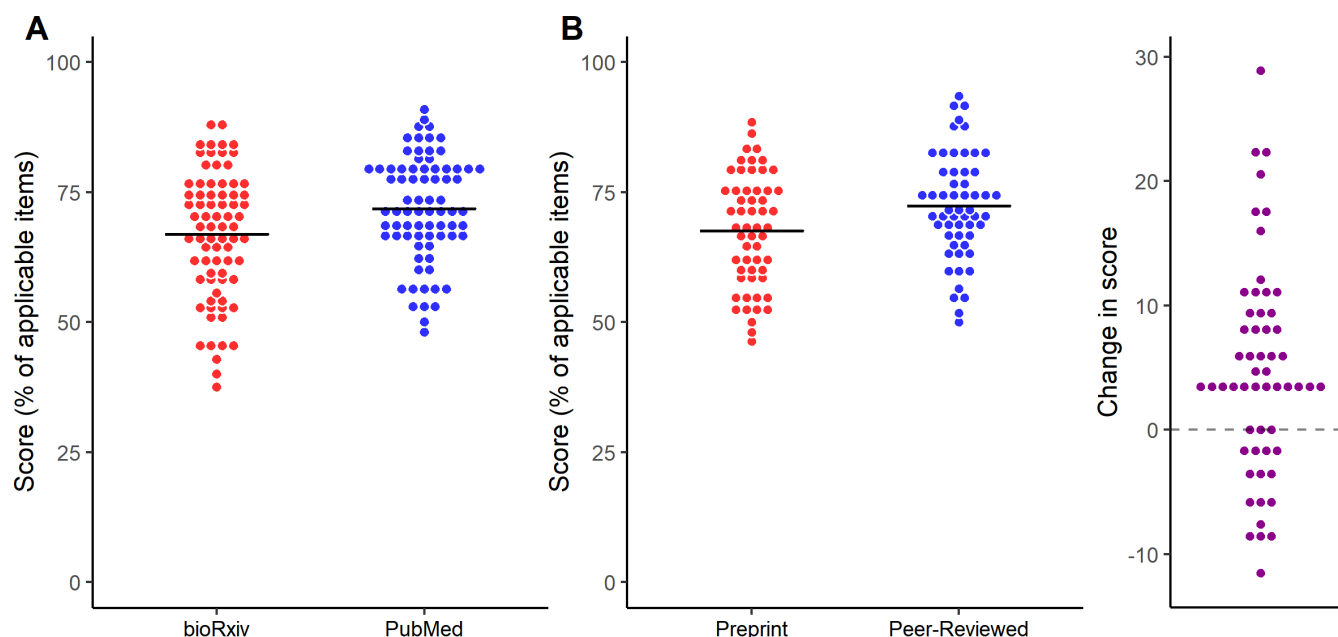 A
Score (% of applicable items)
100
75
50
25
0
bioRxiv
PubMed
B
Score (% of applicable items)
100
75
50
25
0
Preprint
Peer-Reviewed
Change in score
30
20
10
0
-10